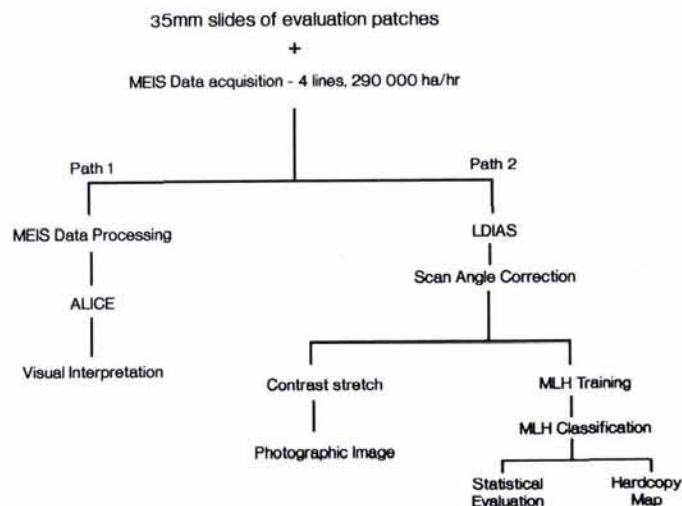 35mm slides of evaluation patches
+
MEIS Data acquisition - 4 lines, 290 000 ha/hr
Path 1
Path 2
MEIS Data Processing
LDIAS
Scan Angle Correction
ALICE
Visual Interpretation
Contrast stretch
MLH Training
MLH Classification
Photographic Image
Statistical
Evaluation
Hardcopy
Map